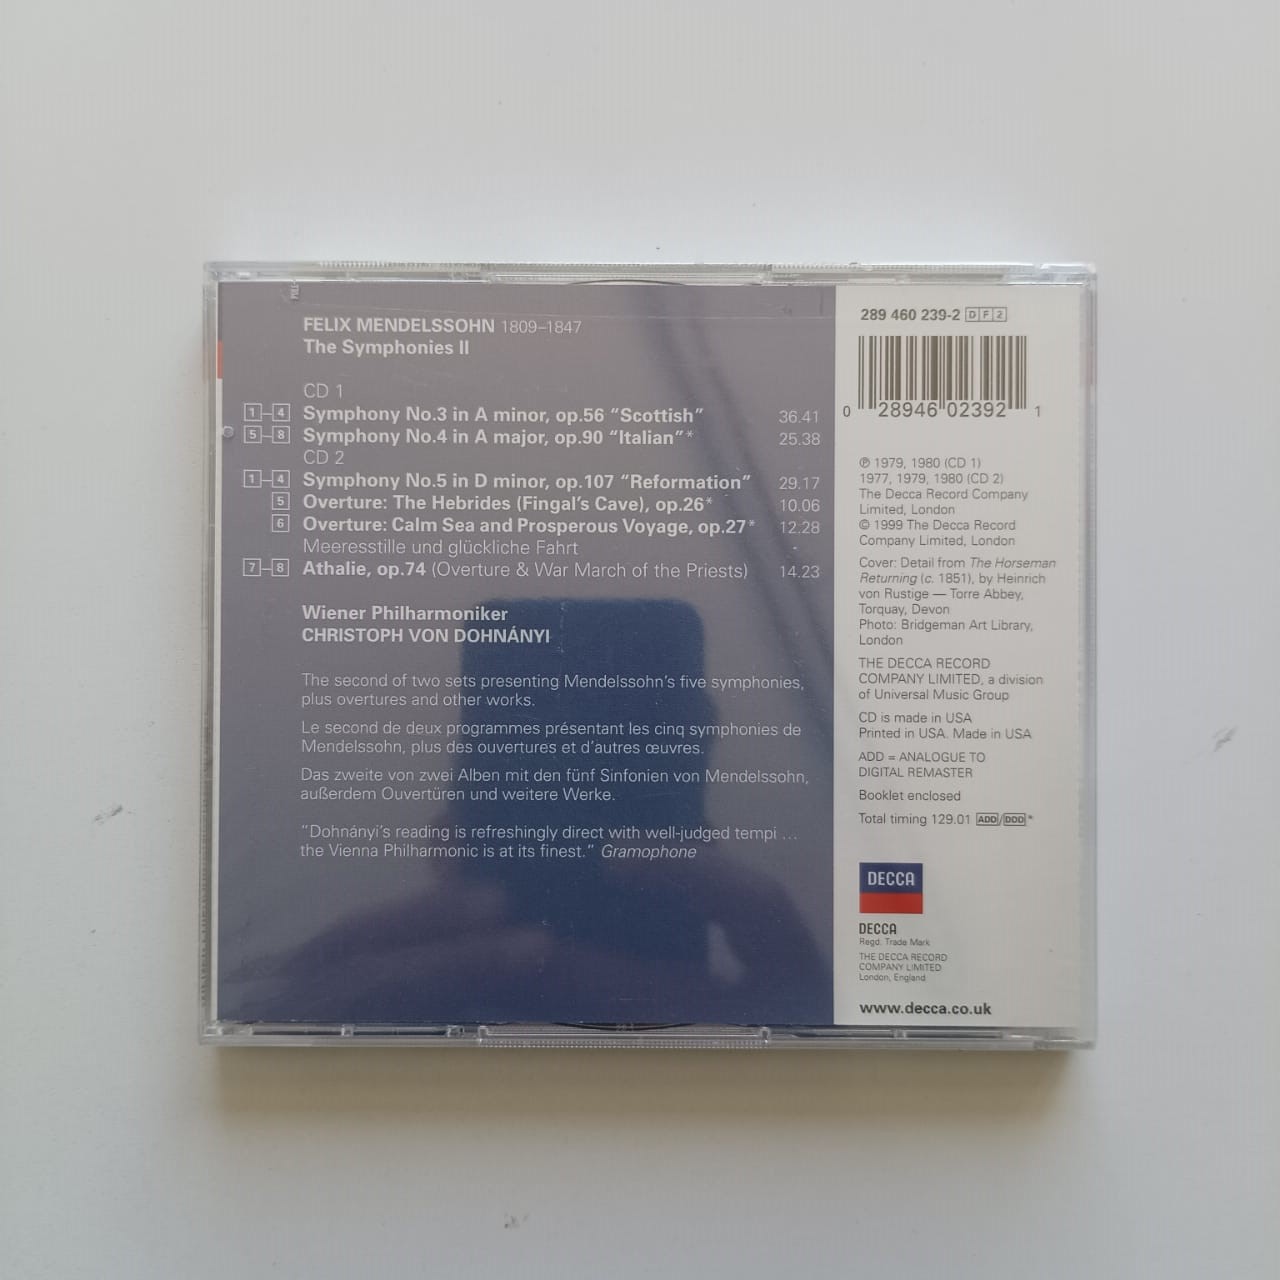 FELIX MENDELSSOHN 1809–1847
The Symphonies II
CD 1
1–4 Symphony No.3 in A minor, op.56 “Scottish” 36.41
5–8 Symphony No.4 in A major, op.90 “Italian”* 25.38
CD 2
1–4 Symphony No.5 in D minor, op.107 “Reformation” 29.17
5 Overture: The Hebrides (Fingal’s Cave), op.26* 10.06
6 Overture: Calm Sea and Prosperous Voyage, op.27* 12.28
Meeresstille und glückliche Fahrt
7–8 Athalie, op.74 (Overture & War March of the Priests) 14.23
Wiener Philharmoniker
CHRISTOPH VON DOHNÁNYI
The second of two sets presenting Mendelssohn’s five symphonies,
plus overtures and other works.
Le second de deux programmes présentant les cinq symphonies de
Mendelssohn, plus des ouvertures et d’autres œuvres.
Das zweite von zwei Alben mit den fünf Sinfonien von Mendelssohn,
außerdem Ouvertüren und weitere Werke.
“Dohnányi’s reading is refreshingly direct with well-judged tempi ...
the Vienna Philharmonic is at its finest.” Gramophone
289 460 239-2 DF2
0 28946 02392 1
℗ 1979, 1980 (CD 1)
1977, 1979, 1980 (CD 2)
The Decca Record Company
Limited, London
© 1999 The Decca Record
Company Limited, London
Cover: Detail from The Horseman
Returning (c. 1851), by Heinrich
von Rustige — Torre Abbey,
Torquay, Devon
Photo: Bridgeman Art Library,
London
THE DECCA RECORD
COMPANY LIMITED, a division
of Universal Music Group
CD is made in USA
Printed in USA. Made in USA
ADD = ANALOGUE TO
DIGITAL REMASTER
Booklet enclosed
Total timing 129.01 ADD/DDD*
DECCA
DECCA
Regd. Trade Mark
THE DECCA RECORD
COMPANY LIMITED
London, England
www.decca.co.uk